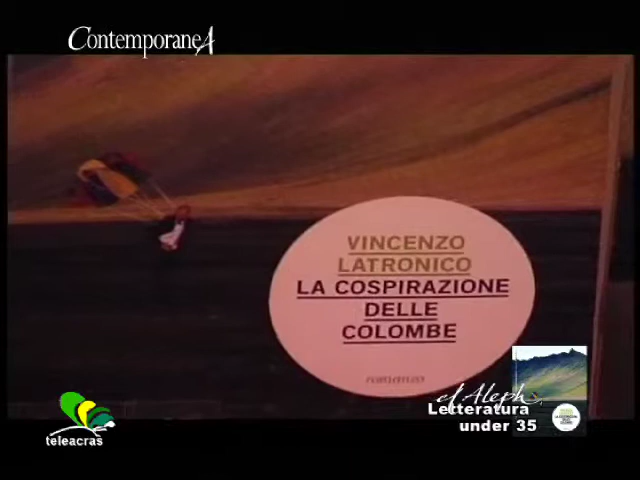 ContemporaneA
VINCENZO
LATRONICO
LA COSPIRAZIONE
DELLE
COLOMBE
romanzo
el Aleph
Letteratura
under 35
teleacras